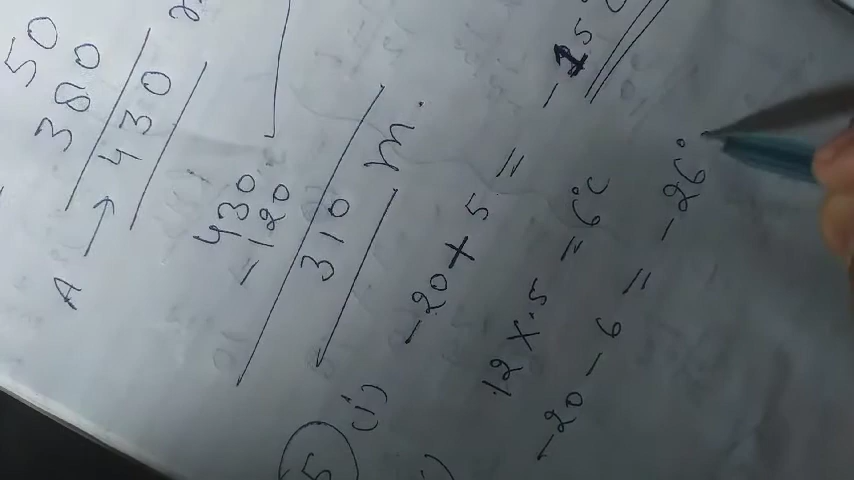 50
380
A → 430
430
-120
310 m.
5 (i) -20 + 5 = -15°
12 × .5 = 6°C
-20 - 6 = -26°